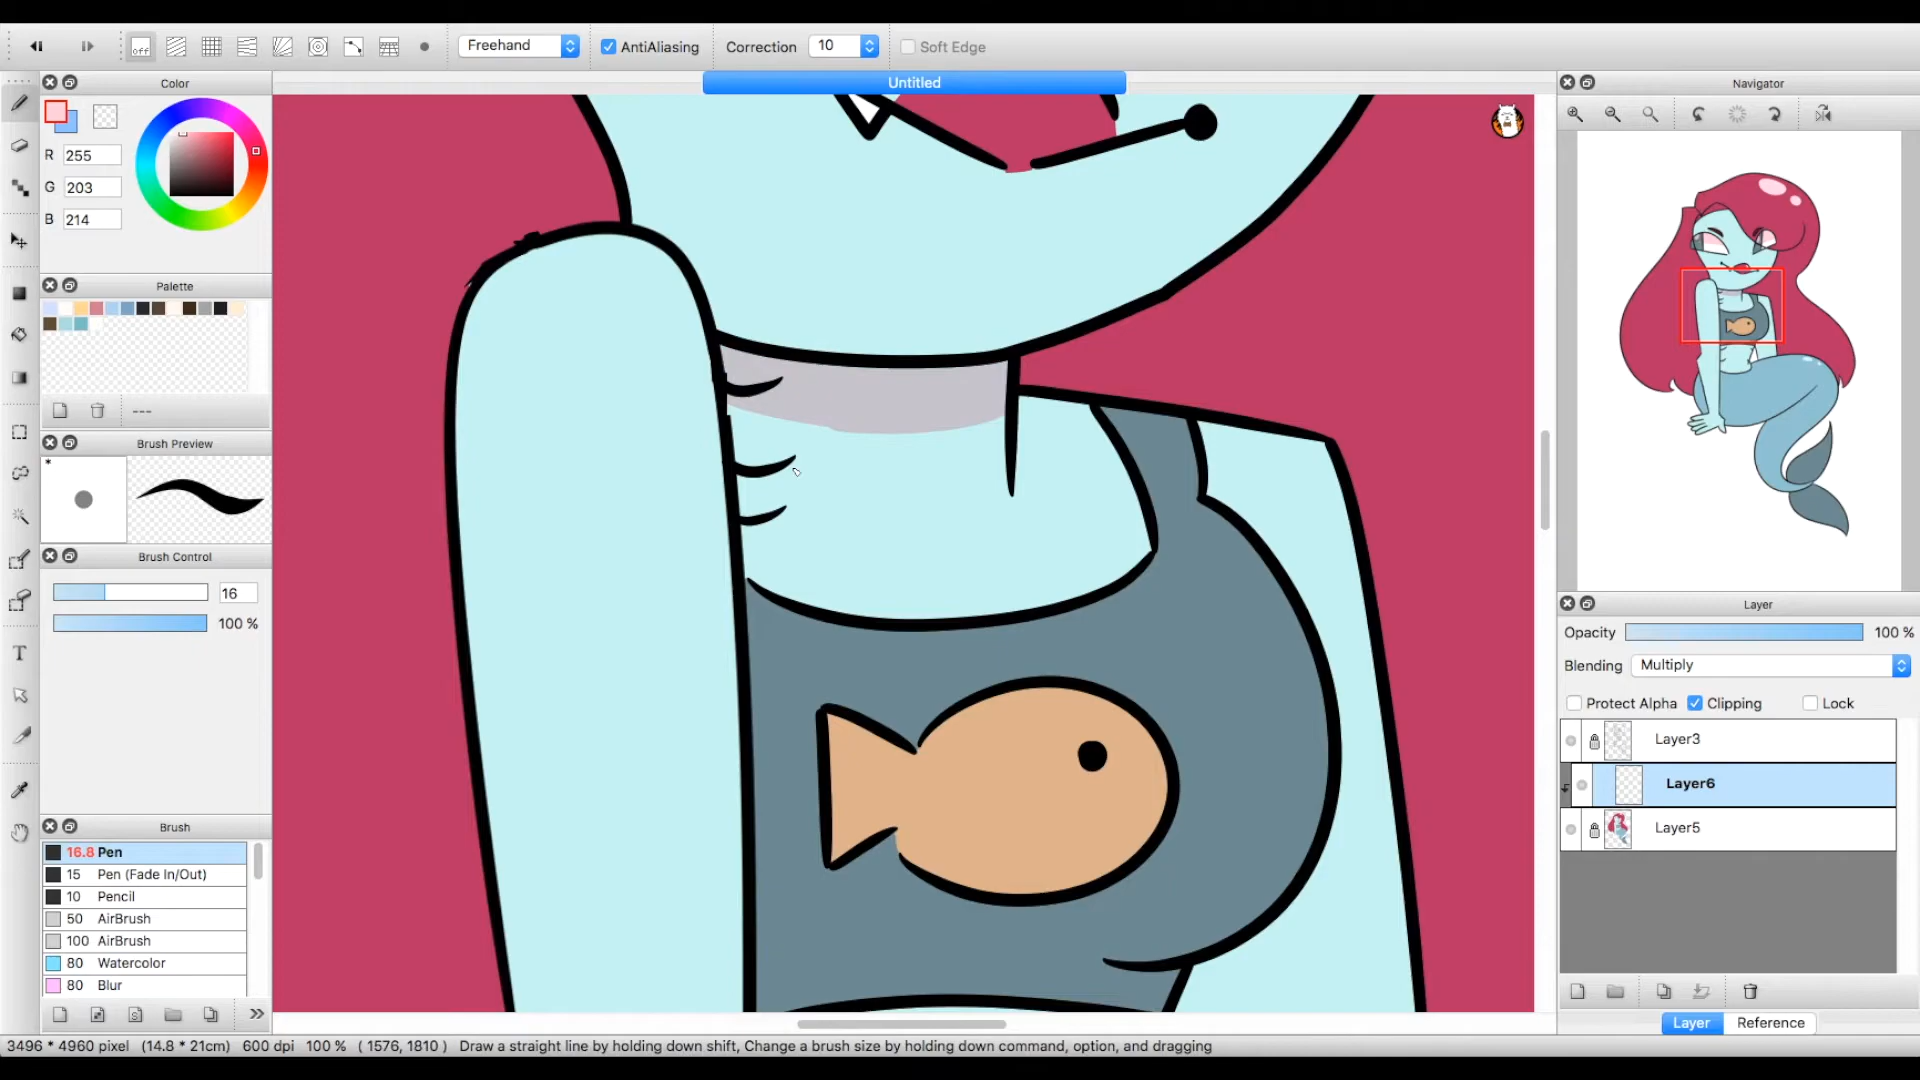 off
Freehand
AntiAliasing
Correction
10
Soft Edge
Color
Untitled
Navigator
R 255
G 203
B 214
Palette
---
Brush Preview
*
Brush Control
16
100 %
Brush
16.8 Pen
15 Pen (Fade In/Out)
10 Pencil
50 AirBrush
100 AirBrush
80 Watercolor
80 Blur
T
S
Layer
Opacity 100 %
Blending Multiply
Protect Alpha Clipping Lock
Layer3
Layer6
Layer5
Layer Reference
3496 * 4960 pixel (14.8 * 21cm) 600 dpi 100 % ( 1576, 1810 ) Draw a straight line by holding down shift, Change a brush size by holding down command, option, and dragging